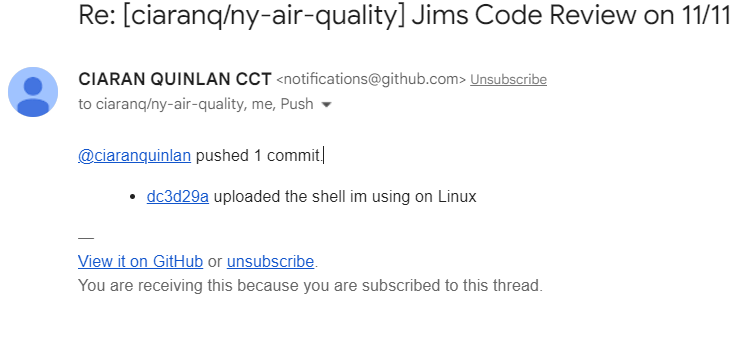 Re: [ciaranq/ny-air-quality] Jims Code Review on 11/11
CIARAN QUINLAN CCT <notifications@github.com> Unsubscribe
to ciaranq/ny-air-quality, me, Push
@ciaranquinlan pushed 1 commit.
• dc3d29a uploaded the shell im using on Linux
—
View it on GitHub or unsubscribe.
You are receiving this because you are subscribed to this thread.